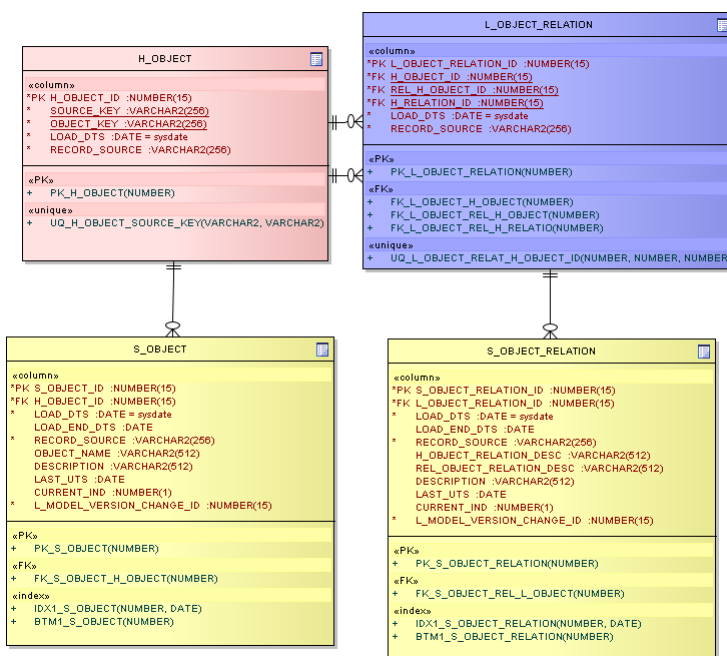 H_OBJECT
«column»
*PK H_OBJECT_ID :NUMBER(15)
* SOURCE_KEY :VARCHAR2(256)
* OBJECT_KEY :VARCHAR2(256)
* LOAD_DTS :DATE = sysdate
* RECORD_SOURCE :VARCHAR2(256)
«PK»
+ PK_H_OBJECT(NUMBER)
«unique»
+ UQ_H_OBJECT_SOURCE_KEY(VARCHAR2, VARCHAR2)
L_OBJECT_RELATION
«column»
*PK L_OBJECT_RELATION_ID :NUMBER(15)
*FK H_OBJECT_ID :NUMBER(15)
*FK REL_H_OBJECT_ID :NUMBER(15)
*FK H_RELATION_ID :NUMBER(15)
* LOAD_DTS :DATE = sysdate
* RECORD_SOURCE :VARCHAR2(256)
«PK»
+ PK_L_OBJECT_RELATION(NUMBER)
«FK»
+ FK_L_OBJECT_H_OBJECT(NUMBER)
+ FK_L_OBJECT_REL_H_OBJECT(NUMBER)
+ FK_L_OBJECT_REL_H_RELATIO(NUMBER)
«unique»
+ UQ_L_OBJECT_RELAT_H_OBJECT_ID(NUMBER, NUMBER, NUMBER
S_OBJECT
«column»
*PK S_OBJECT_ID :NUMBER(15)
*FK H_OBJECT_ID :NUMBER(15)
* LOAD_DTS :DATE = sysdate
LOAD_END_DTS :DATE
* RECORD_SOURCE :VARCHAR2(256)
OBJECT_NAME :VARCHAR2(512)
DESCRIPTION :VARCHAR2(512)
LAST_UTS :DATE
CURRENT_IND :NUMBER(1)
* L_MODEL_VERSION_CHANGE_ID :NUMBER(15)
«PK»
+ PK_S_OBJECT(NUMBER)
«FK»
+ FK_S_OBJECT_H_OBJECT(NUMBER)
«index»
+ IDX1_S_OBJECT(NUMBER, DATE)
+ BTM1_S_OBJECT(NUMBER)
S_OBJECT_RELATION
«column»
*PK S_OBJECT_RELATION_ID :NUMBER(15)
*FK L_OBJECT_RELATION_ID :NUMBER(15)
* LOAD_DTS :DATE = sysdate
LOAD_END_DTS :DATE
* RECORD_SOURCE :VARCHAR2(256)
H_OBJECT_RELATION_DESC :VARCHAR2(512)
REL_OBJECT_RELATION_DESC :VARCHAR2(512)
DESCRIPTION :VARCHAR2(512)
LAST_UTS :DATE
CURRENT_IND :NUMBER(1)
* L_MODEL_VERSION_CHANGE_ID :NUMBER(15)
«PK»
+ PK_S_OBJECT_RELATION(NUMBER)
«FK»
+ FK_S_OBJECT_REL_L_OBJECT(NUMBER)
«index»
+ IDX1_S_OBJECT_RELATION(NUMBER, DATE)
+ BTM1_S_OBJECT_RELATION(NUMBER)